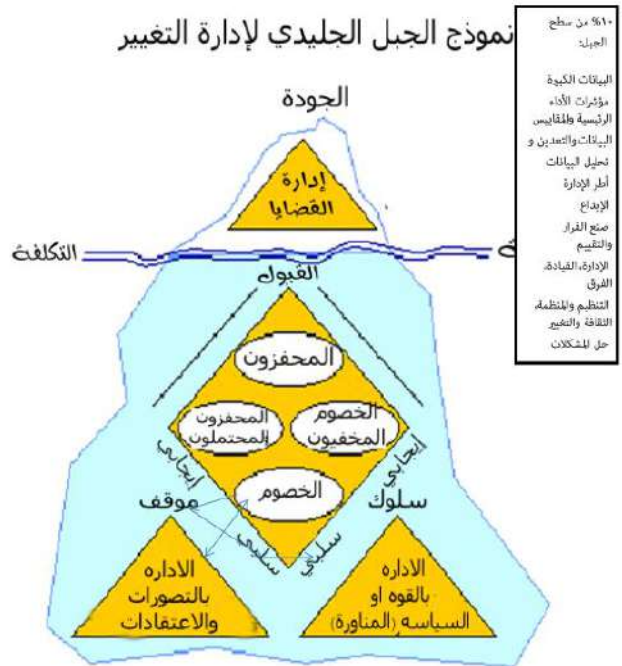 نموذج الجبل الجليدي لإدارة التغيير
الجودة
إدارة
القضايا
التكلفة
القبول
المحفزون
المحفزون
المحتملون
الخصوم
المخفيون
الخصوم
إيجابي
إيجابي
سلبي
سلبي
موقف
سلوك
الاداره
بالتصورات
والاعتقادات
الاداره
بالقوه او
السياسه (المناورة)
١٠% من سطح
الجبل:
البيانات الكبيرة
مؤشرات الأداء
الرئيسية والمقاييس
البيانات والتعدين و
تحليل البيانات
أطر الإدارة
الإبداع
صنع القرار
والتقييم
الإدارة، القيادة،
الفرق
التنظيم والمنظمة،
الثقافة والتغيير
حل المشكلات